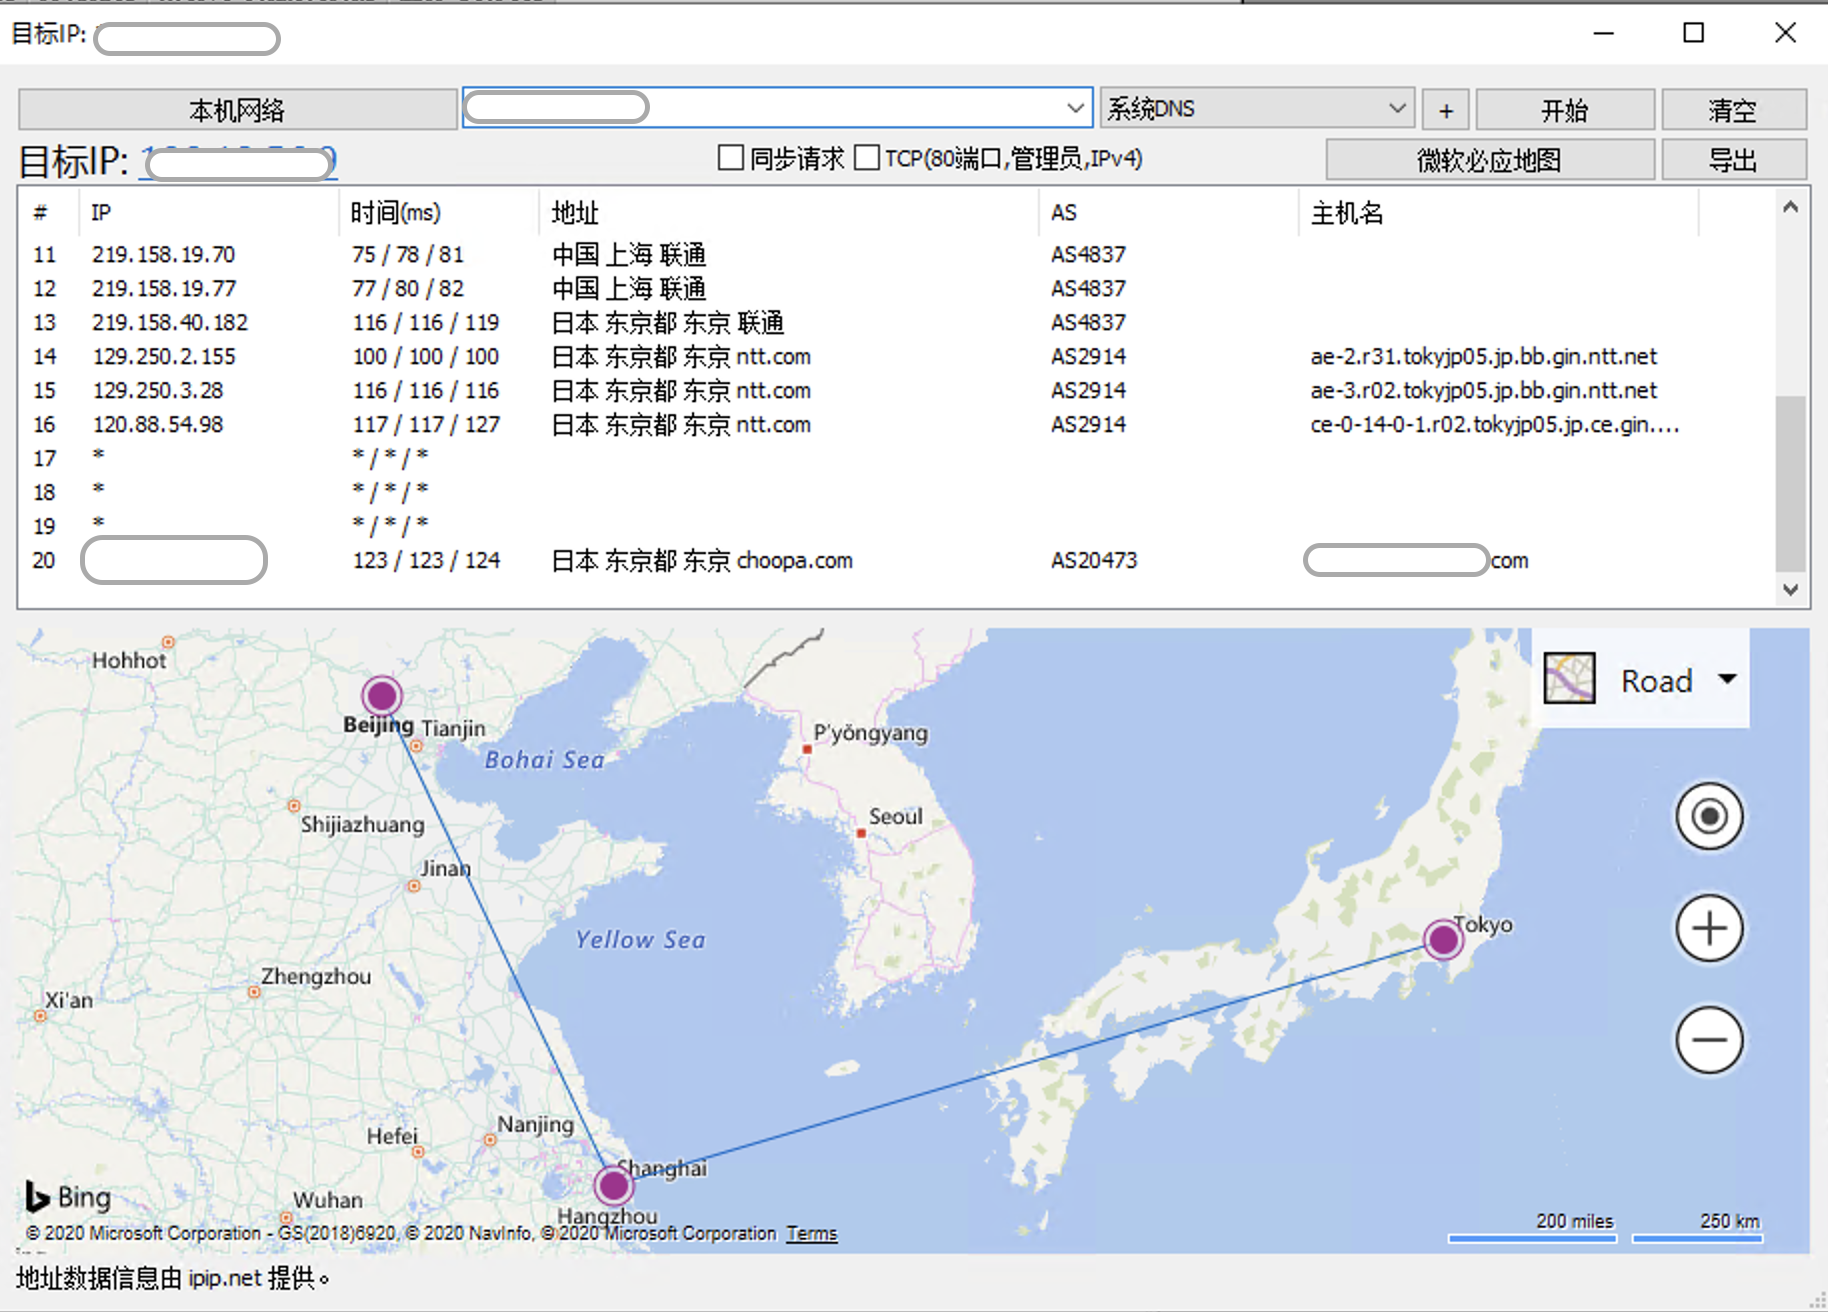 目标IP:
本机网络
系统DNS
+
开始
清空
目标IP:
同步请求
TCP(80端口,管理员,IPv4)
微软必应地图
导出
# IP 时间(ms) 地址 AS 主机名
11 219.158.19.70 75 / 78 / 81 中国 上海 联通 AS4837
12 219.158.19.77 77 / 80 / 82 中国 上海 联通 AS4837
13 219.158.40.182 116 / 116 / 119 日本 东京都 东京 联通 AS4837
14 129.250.2.155 100 / 100 / 100 日本 东京都 东京 ntt.com AS2914 ae-2.r31.tokyjp05.jp.bb.gin.ntt.net
15 129.250.3.28 116 / 116 / 116 日本 东京都 东京 ntt.com AS2914 ae-3.r02.tokyjp05.jp.bb.gin.ntt.net
16 120.88.54.98 117 / 117 / 127 日本 东京都 东京 ntt.com AS2914 ce-0-14-0-1.r02.tokyjp05.jp.ce.gin....
17 * * / * / *
18 * * / * / *
19 * * / * / *
20 123 / 123 / 124 日本 东京都 东京 choopa.com AS20473 com
Hohhot
Road
Beijing
Tianjin
P'yŏngyang
Bohai Sea
Seoul
Shijiazhuang
Jinan
Tokyo
Yellow Sea
Zhengzhou
Xi'an
Nanjing
Hefei
Shanghai
Bing
Wuhan
Hangzhou
200 miles
250 km
© 2020 Microsoft Corporation - GS(2018)6920, © 2020 NavInfo, © 2020 Microsoft Corporation Terms
地址数据信息由 ipip.net 提供。